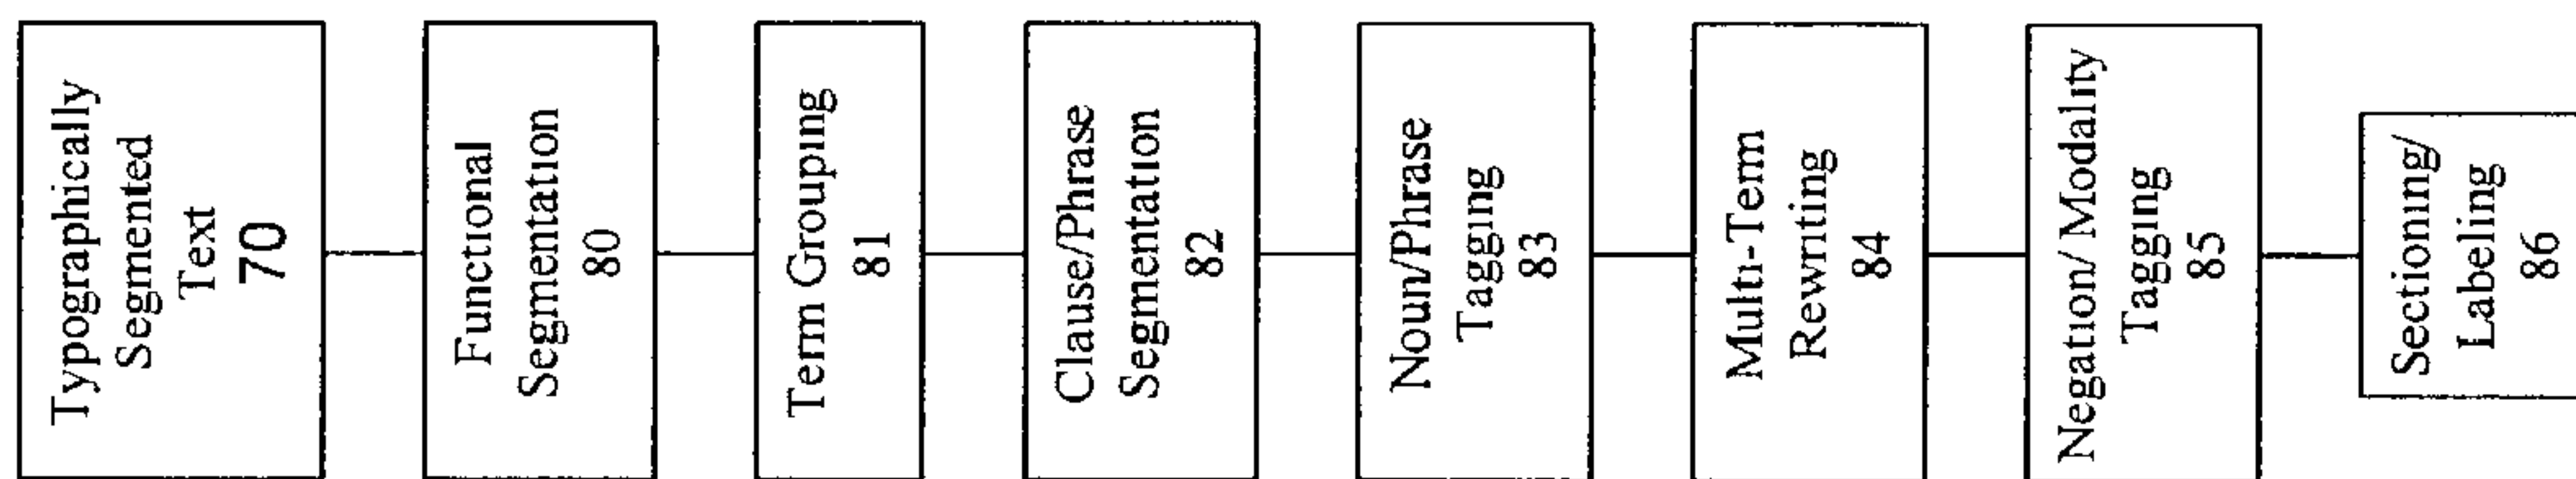 Typographically
Segmented
Text
70
Functional
Segmentation
80
Term Grouping
81
Clause/Phrase
Segmentation
82
Noun/Phrase
Tagging
83
Multi-Term
Rewriting
84
Negation/Modality
Tagging
85
Sectioning/
Labeling
86